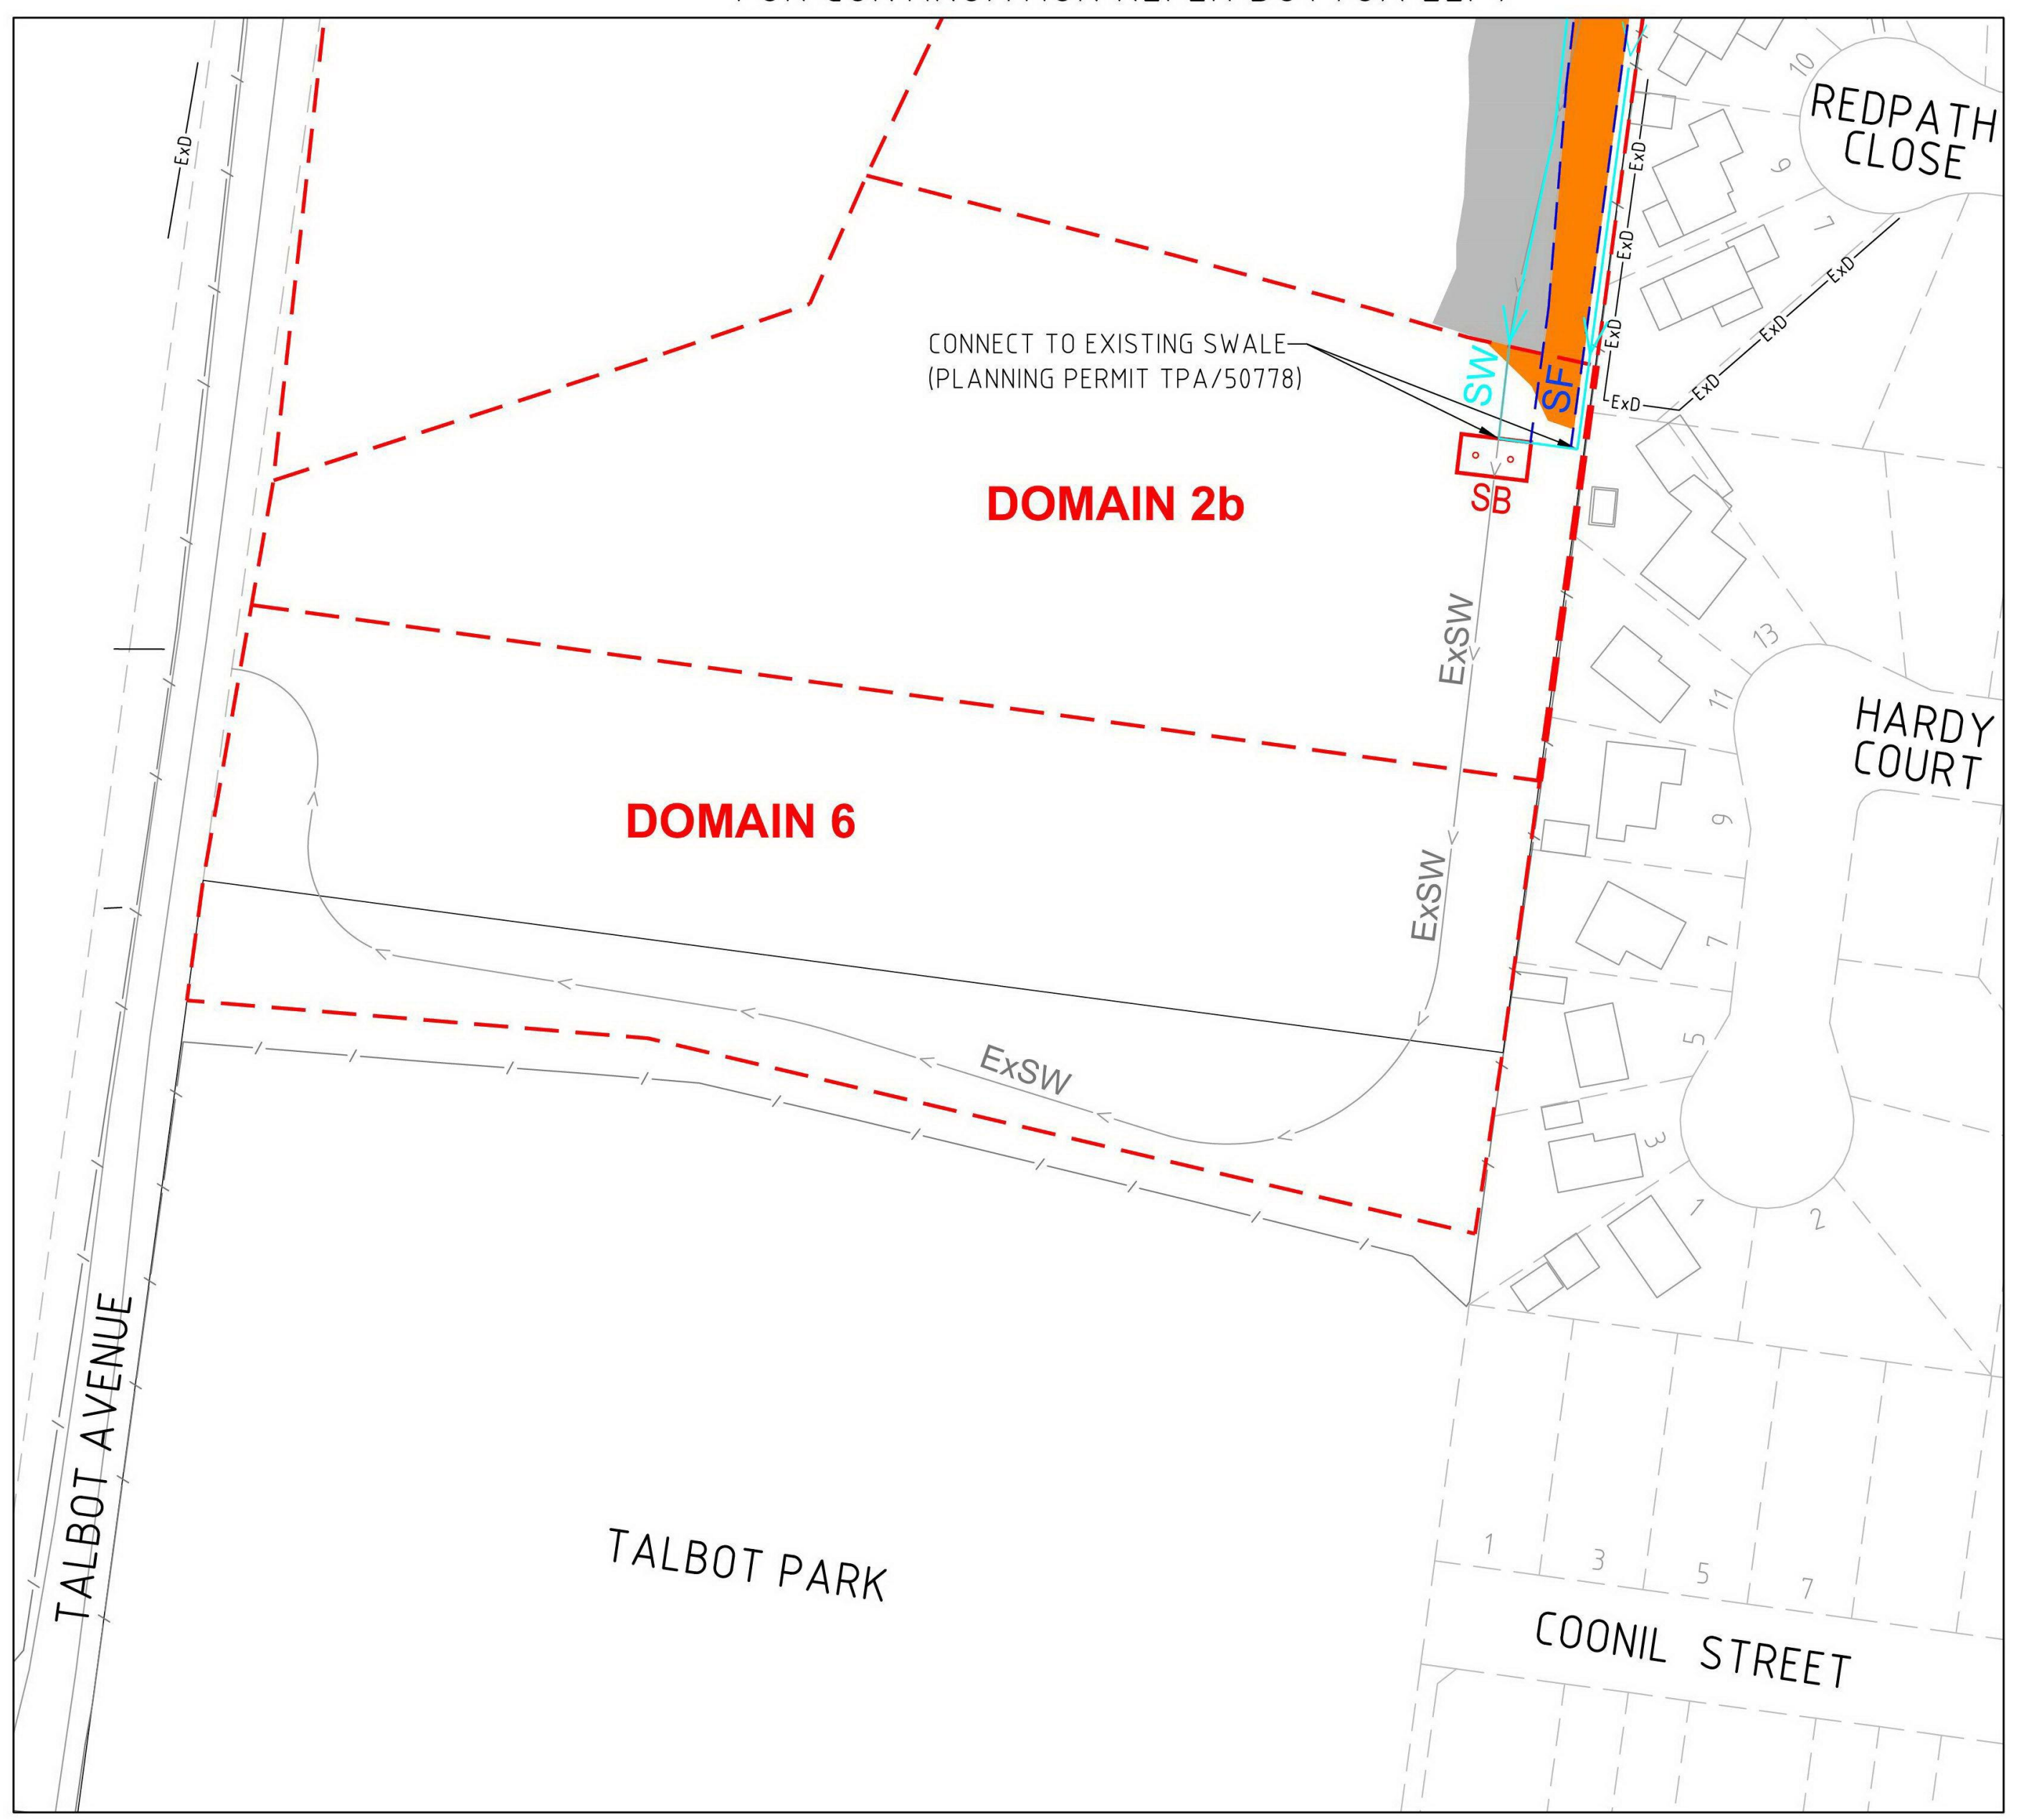 ExD
10
REDPATH
CLOSE
ExD
9
7
ExD
ExD
ExD
CONNECT TO EXISTING SWALE
(PLANNING PERMIT TPA/50778)
SW
SF
ExD
ExD
ExD
DOMAIN 2b
SB
ExSW
13
11
HARDY
COURT
DOMAIN 6
9
ExSW
7
5
ExSW
3
1
2
TALBOT AVENUE
TALBOT PARK
1
3
5
7
COONIL STREET